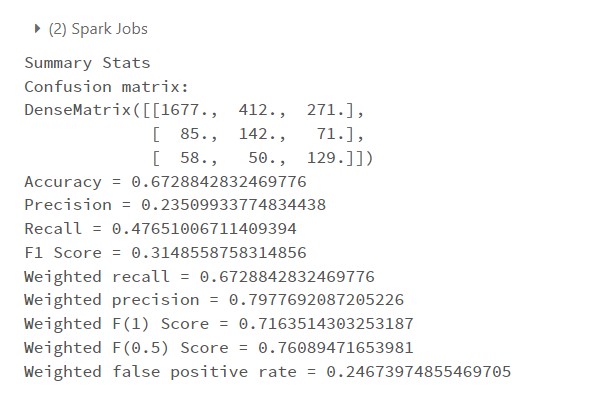 (2) Spark Jobs
Summary Stats
Confusion matrix:
DenseMatrix([[1677., 412., 271.],
[ 85., 142., 71.],
[ 58., 50., 129.]])
Accuracy = 0.6728842832469776
Precision = 0.23509933774834438
Recall = 0.47651006711409394
F1 Score = 0.3148558758314856
Weighted recall = 0.6728842832469776
Weighted precision = 0.7977692087205226
Weighted F(1) Score = 0.7163514303253187
Weighted F(0.5) Score = 0.76089471653981
Weighted false positive rate = 0.24673974855469705